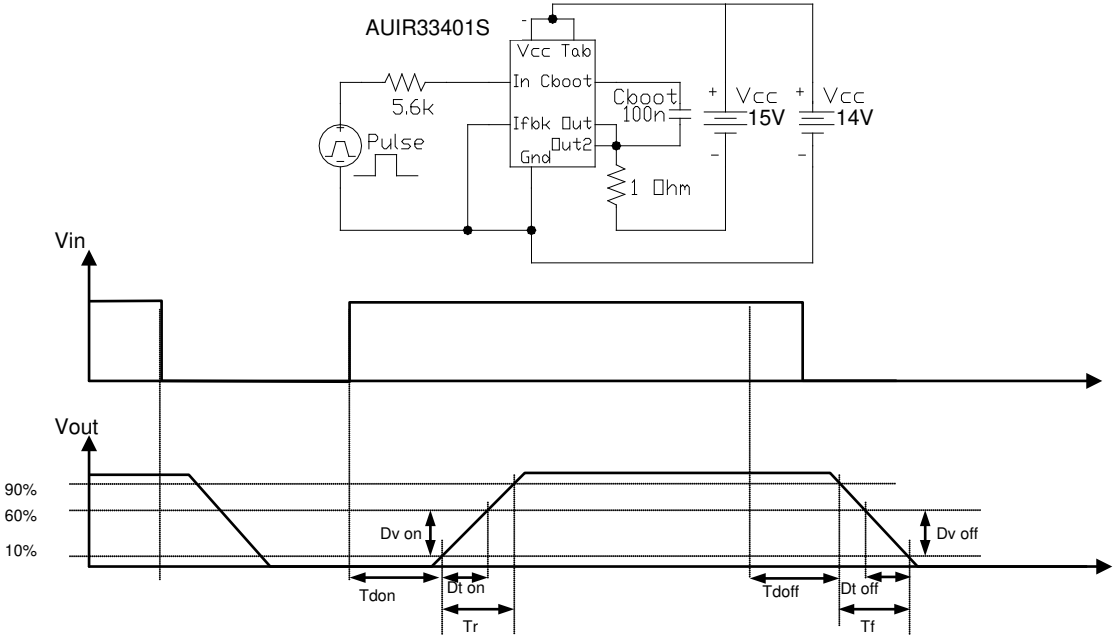 AUIR33401S
Vcc Tab
In Cboot
5.6k
Ifbk Out
Out2
Gnd
Pulse
+
-
Cboot
100n
+ Vcc
15V
-
+ Vcc
14V
-
1 Ohm
Vin
Vout
90%
60%
10%
Dv on
Dv off
Tdon
Dt on
Tr
Tdoff
Dt off
Tf